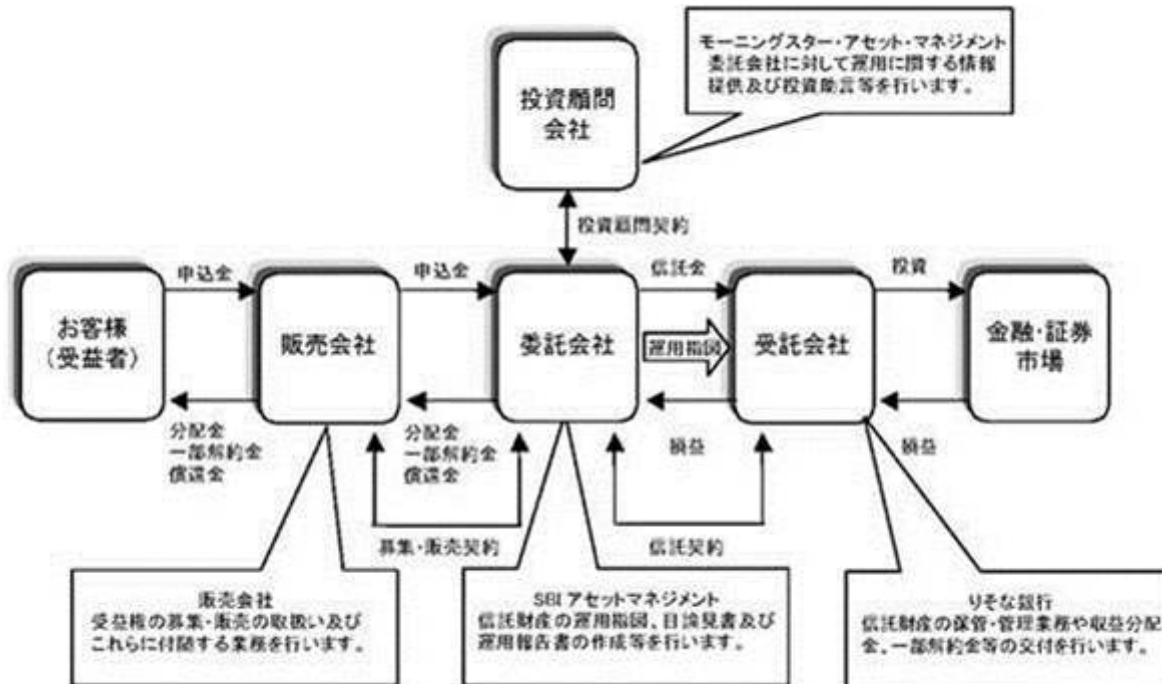 モーニングスター・アセット・マネジメント
委託会社に対して運用に関する情報
提供及び投資助言等を行います。
投資顧問
会社
投資顧問契約
申込金
申込金
信託金
投資
お客様
(受益者)
販売会社
委託会社
運用指図
受託会社
金融・証券
市場
分配金
一部解約金
償還金
分配金
一部解約金
償還金
損益
損益
募集・販売契約
信託契約
販売会社
受益権の募集・販売の取扱い及び
これらに付随する業務を行います。
SBIアセットマネジメント
信託財産の運用指図、目論見書及び
運用報告書の作成等を行います。
りそな銀行
信託財産の保管・管理業務や収益分配
金、一部解約金等の交付を行います。